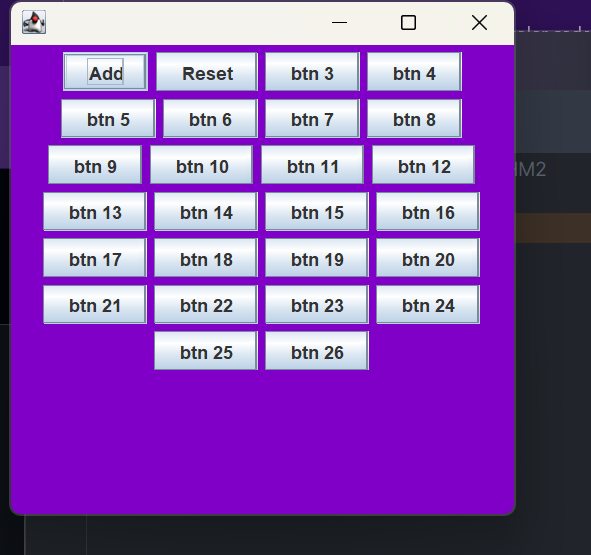 Add Reset btn 3 btn 4
btn 5 btn 6 btn 7 btn 8
btn 9 btn 10 btn 11 btn 12
HM2
btn 13 btn 14 btn 15 btn 16
btn 17 btn 18 btn 19 btn 20
btn 21 btn 22 btn 23 btn 24
btn 25 btn 26